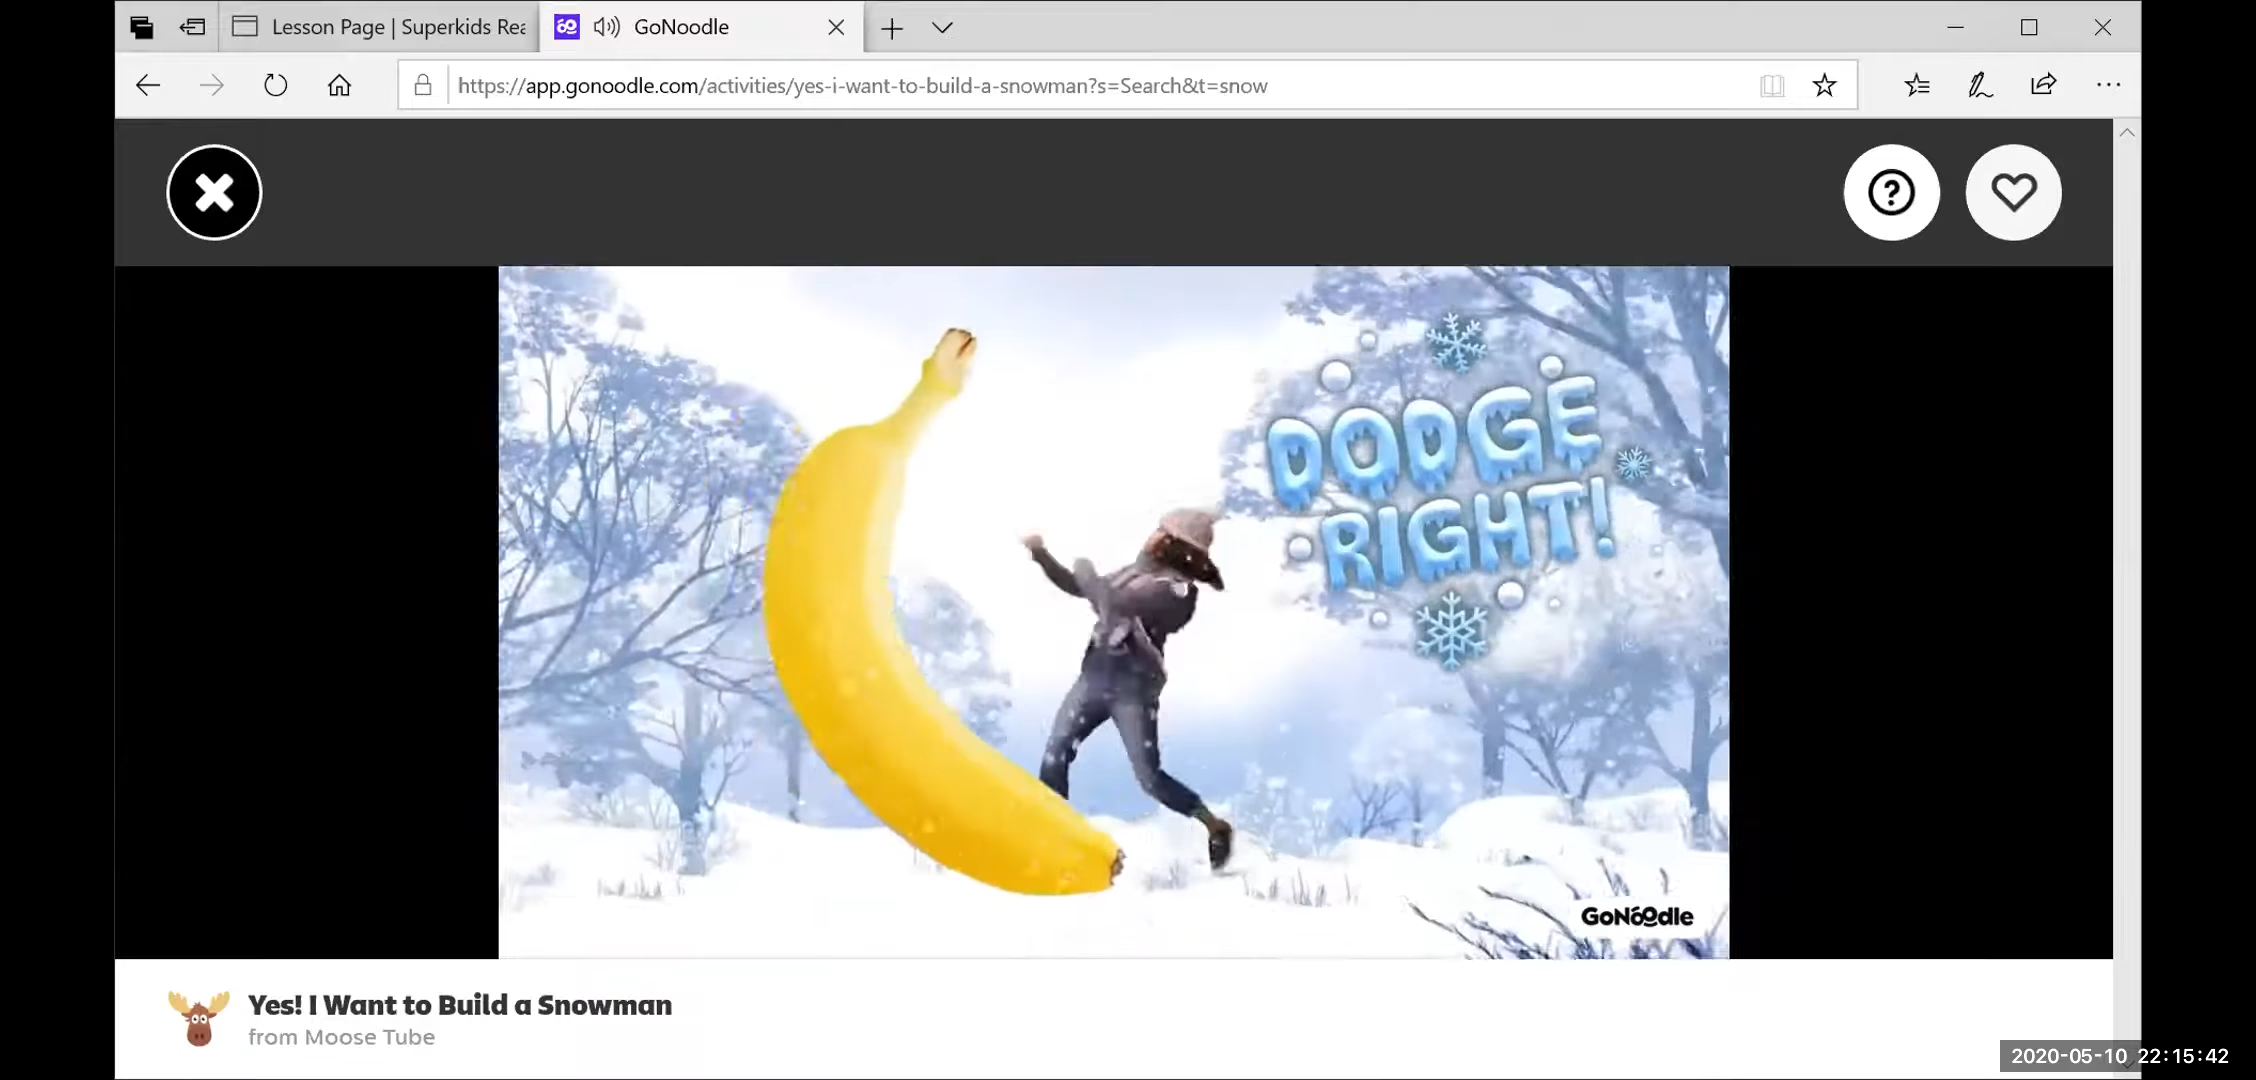 Lesson Page | Superkids Rea
GoNoodle
https://app.gonoodle.com/activities/yes-i-want-to-build-a-snowman?s=Search&t=snow
DODGE
RIGHT!
GoNoodle
Yes! I Want to Build a Snowman
from Moose Tube
2020-05-10 22:15:42